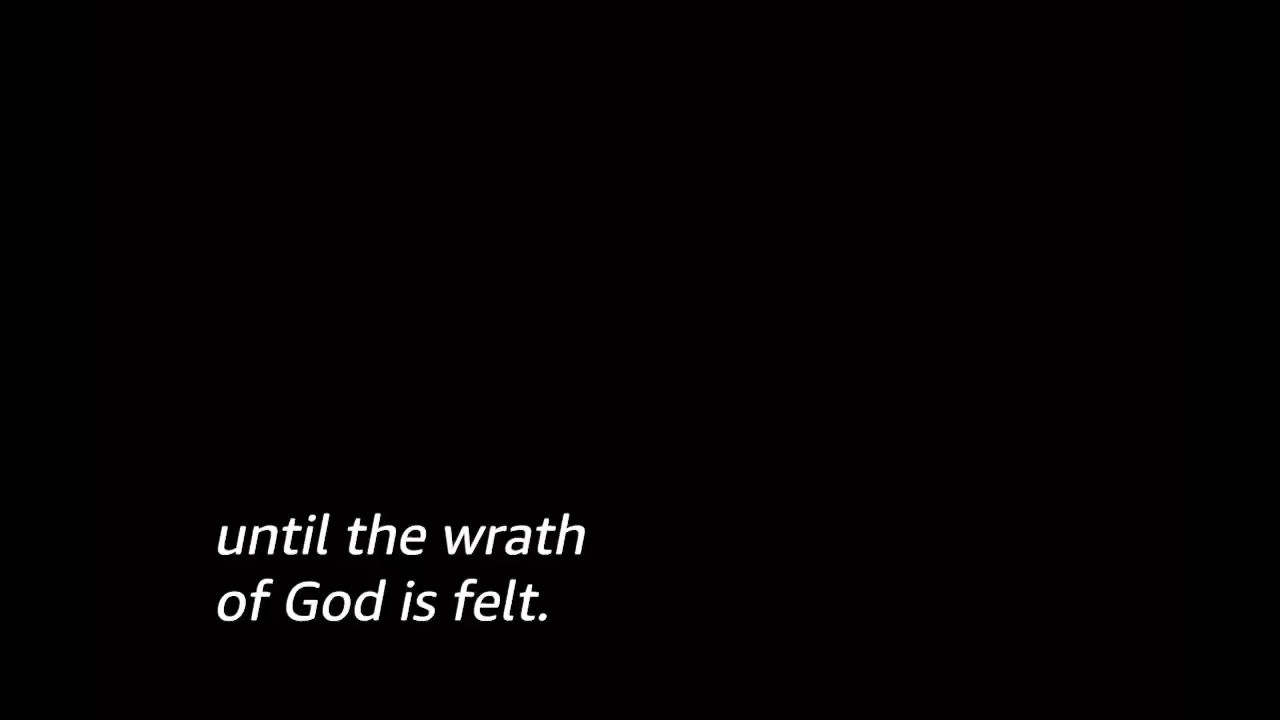 until the wrath
of God is felt.